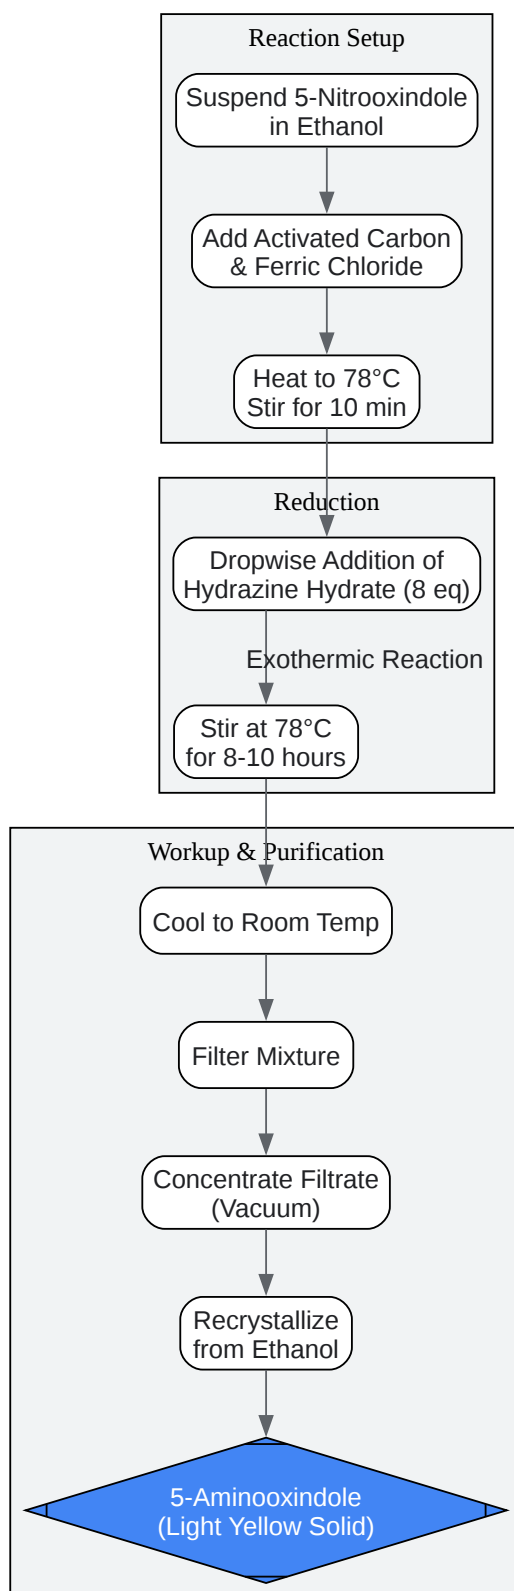 Reaction Setup
Suspend 5-Nitrooxindole
in Ethanol
Add Activated Carbon
& Ferric Chloride
Heat to 78°C
Stir for 10 min
Reduction
Dropwise Addition of
Hydrazine Hydrate (8 eq)
Exothermic Reaction
Stir at 78°C
for 8-10 hours
Workup & Purification
Cool to Room Temp
Filter Mixture
Concentrate Filtrate
(Vacuum)
Recrystallize
from Ethanol
5-Aminooxindole
(Light Yellow Solid)